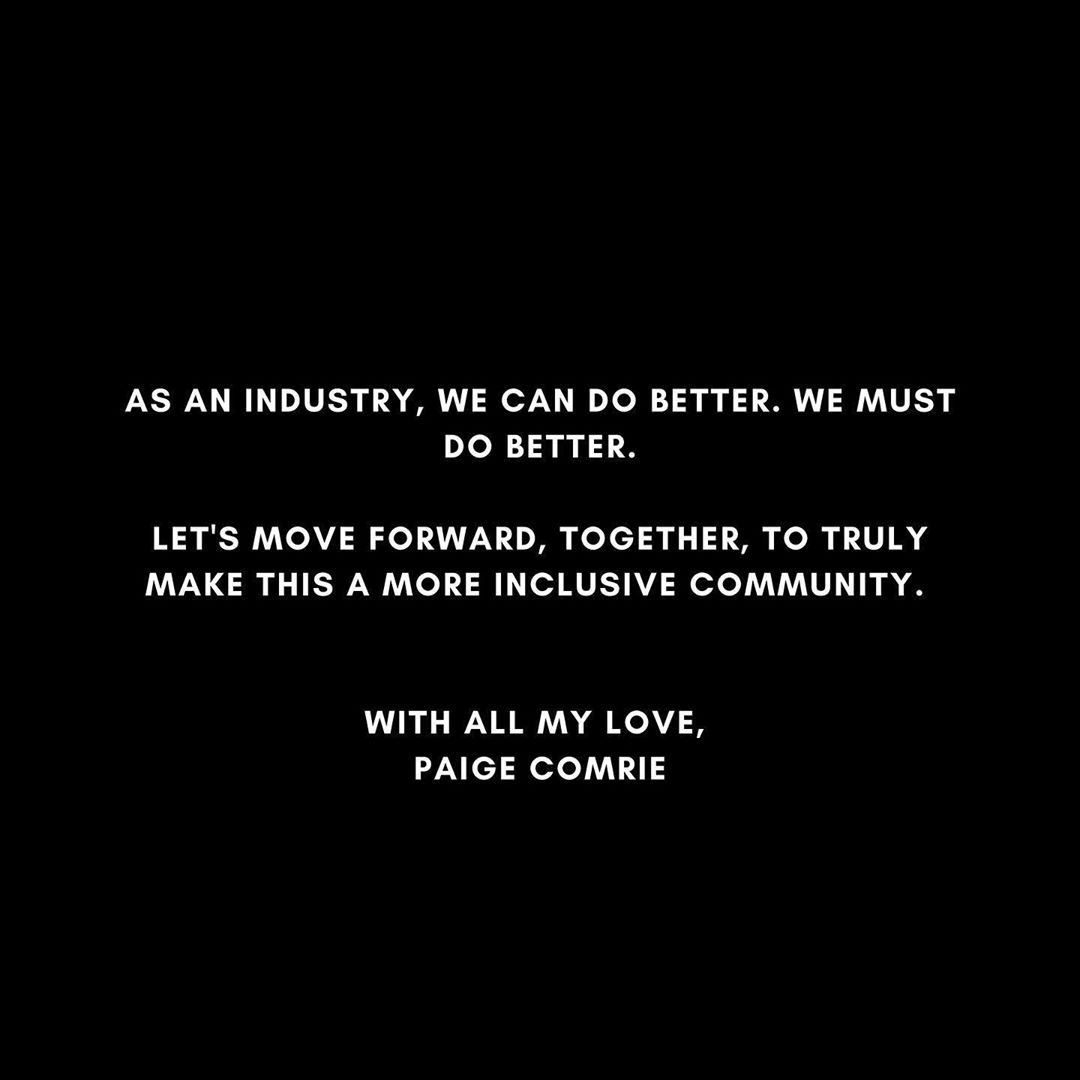 AS AN INDUSTRY, WE CAN DO BETTER. WE MUST
DO BETTER.
LET'S MOVE FORWARD, TOGETHER, TO TRULY
MAKE THIS A MORE INCLUSIVE COMMUNITY.
WITH ALL MY LOVE,
PAIGE COMRIE